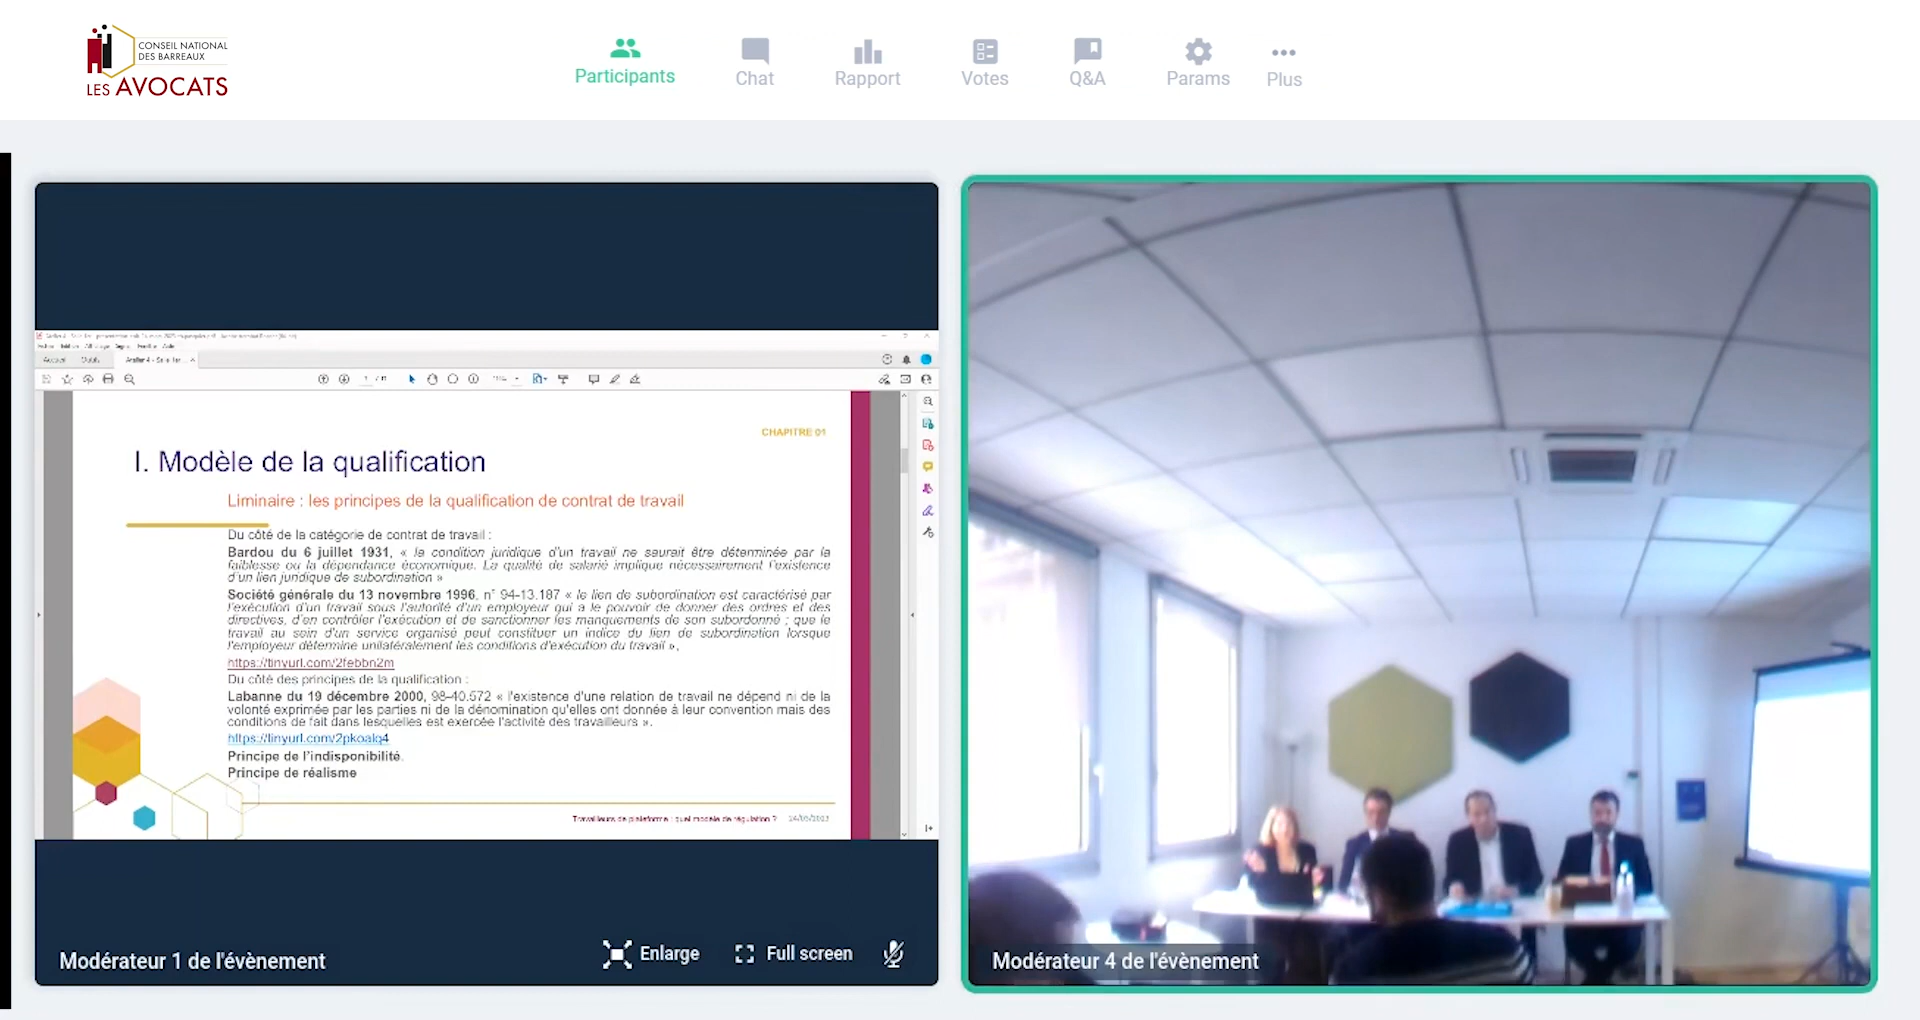 CONSEIL NATIONAL
DES BARREAUX
LES AVOCATS
Participants
Chat
Rapport
Votes
Q&A
Params
Plus
CHAPITRE 01
I. Modèle de la qualification
Liminaire : les principes de la qualification de contrat de travail
Du côté de la catégorie de contrat de travail :
Bardou du 6 juillet 1931, « la condition juridique d'un travail ne saurait être déterminée par la
faiblesse ou la dépendance économique. La qualité de salarié implique nécessairement l'existence
d'un lien juridique de subordination »
Société générale du 13 novembre 1996, n° 94-13.187 « le lien de subordination est caractérisé par
l'exécution d'un travail sous l'autorité d'un employeur qui a le pouvoir de donner des ordres et des
directives, d'en contrôler l'exécution et de sanctionner les manquements de son subordonné ; que le
travail au sein d'un service organisé peut constituer un indice du lien de subordination lorsque
l'employeur détermine unilatéralement les conditions d'exécution du travail »,
https://tinyurl.com/2febbn2m
Du côté des principes de la qualification :
Labanne du 19 décembre 2000, 98-40.572 « l'existence d'une relation de travail ne dépend ni de la
volonté exprimée par les parties ni de la dénomination qu'elles ont donnée à leur convention mais des
conditions de fait dans lesquelles est exercée l'activité des travailleurs ».
https://tinyurl.com/2pkoalq4
Principe de l'indisponibilité.
Principe de réalisme
Travailleurs de plateforme : quel modèle de régulation ?
Modérateur 1 de l'évènement
Enlarge
Full screen
Modérateur 4 de l'évènement